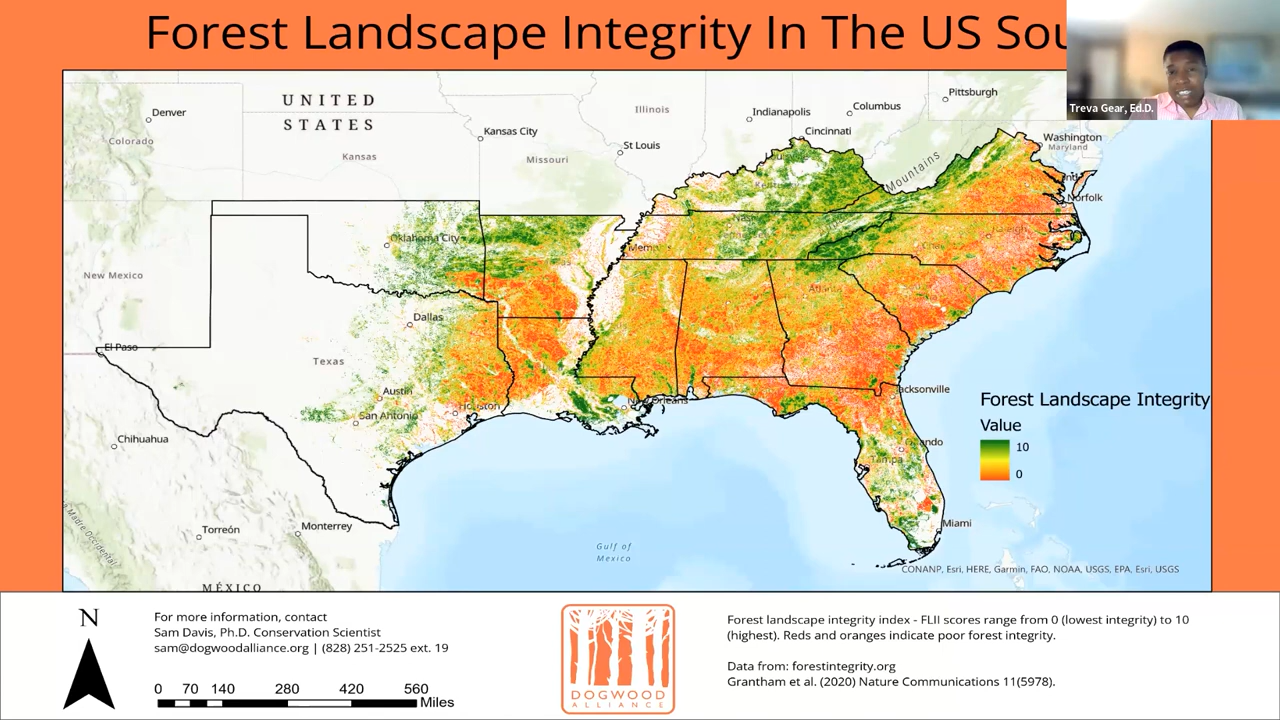 Forest Landscape Integrity In The US Sou
Treva Gear, Ed.D.
UNITED
STATES
Denver
Colorado
Kansas City
Kansas
Missouri
St Louis
Illinois
Indianapolis
Columbus
Cincinnati
Pittsburgh
Washington
Maryland
Mountains
Norfolk
Oklahoma City
New Mexico
El Paso
Dallas
Texas
Austin
San Antonio
Houston
New Orleans
Atlanta
Jacksonville
Orlando
Tampa
Miami
Chihuahua
Torreón
Monterrey
MÉXICO
Gulf of
Mexico
Forest Landscape Integrity
Value
10
0
CONANP, Esri, HERE, Garmin, FAO, NOAA, USGS, EPA, Esri, USGS
N
For more information, contact
Sam Davis, Ph.D. Conservation Scientist
sam@dogwoodalliance.org | (828) 251-2525 ext. 19
0 70 140 280 420 560
Miles
DOGWOOD
ALLIANCE
Forest landscape integrity index - FLII scores range from 0 (lowest integrity) to 10
(highest). Reds and oranges indicate poor forest integrity.
Data from: forestintegrity.org
Grantham et al. (2020) Nature Communications 11(5978).